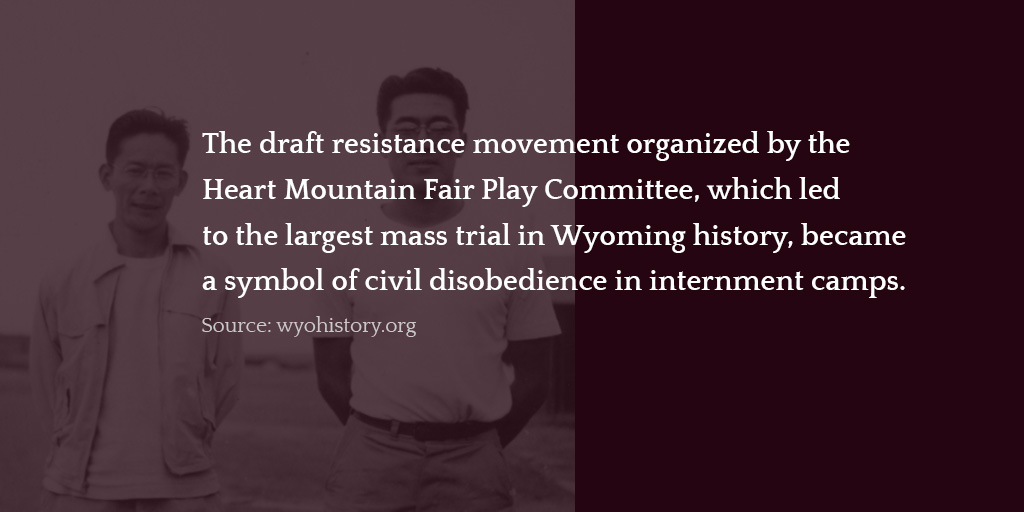 The draft resistance movement organized by the
Heart Mountain Fair Play Committee, which led
to the largest mass trial in Wyoming history, became
a symbol of civil disobedience in internment camps.
Source: wyohistory.org